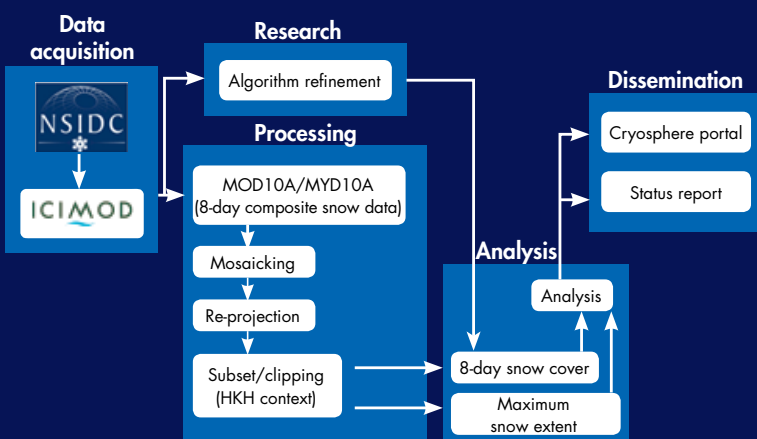 Data
acquisition
NSIDC
ICIMOD
Research
Algorithm refinement
Processing
MOD10A/MYD10A
(8-day composite snow data)
Mosaicking
Re-projection
Subset/clipping
(HKH context)
Analysis
Analysis
8-day snow cover
Maximum
snow extent
Dissemination
Cryosphere portal
Status report